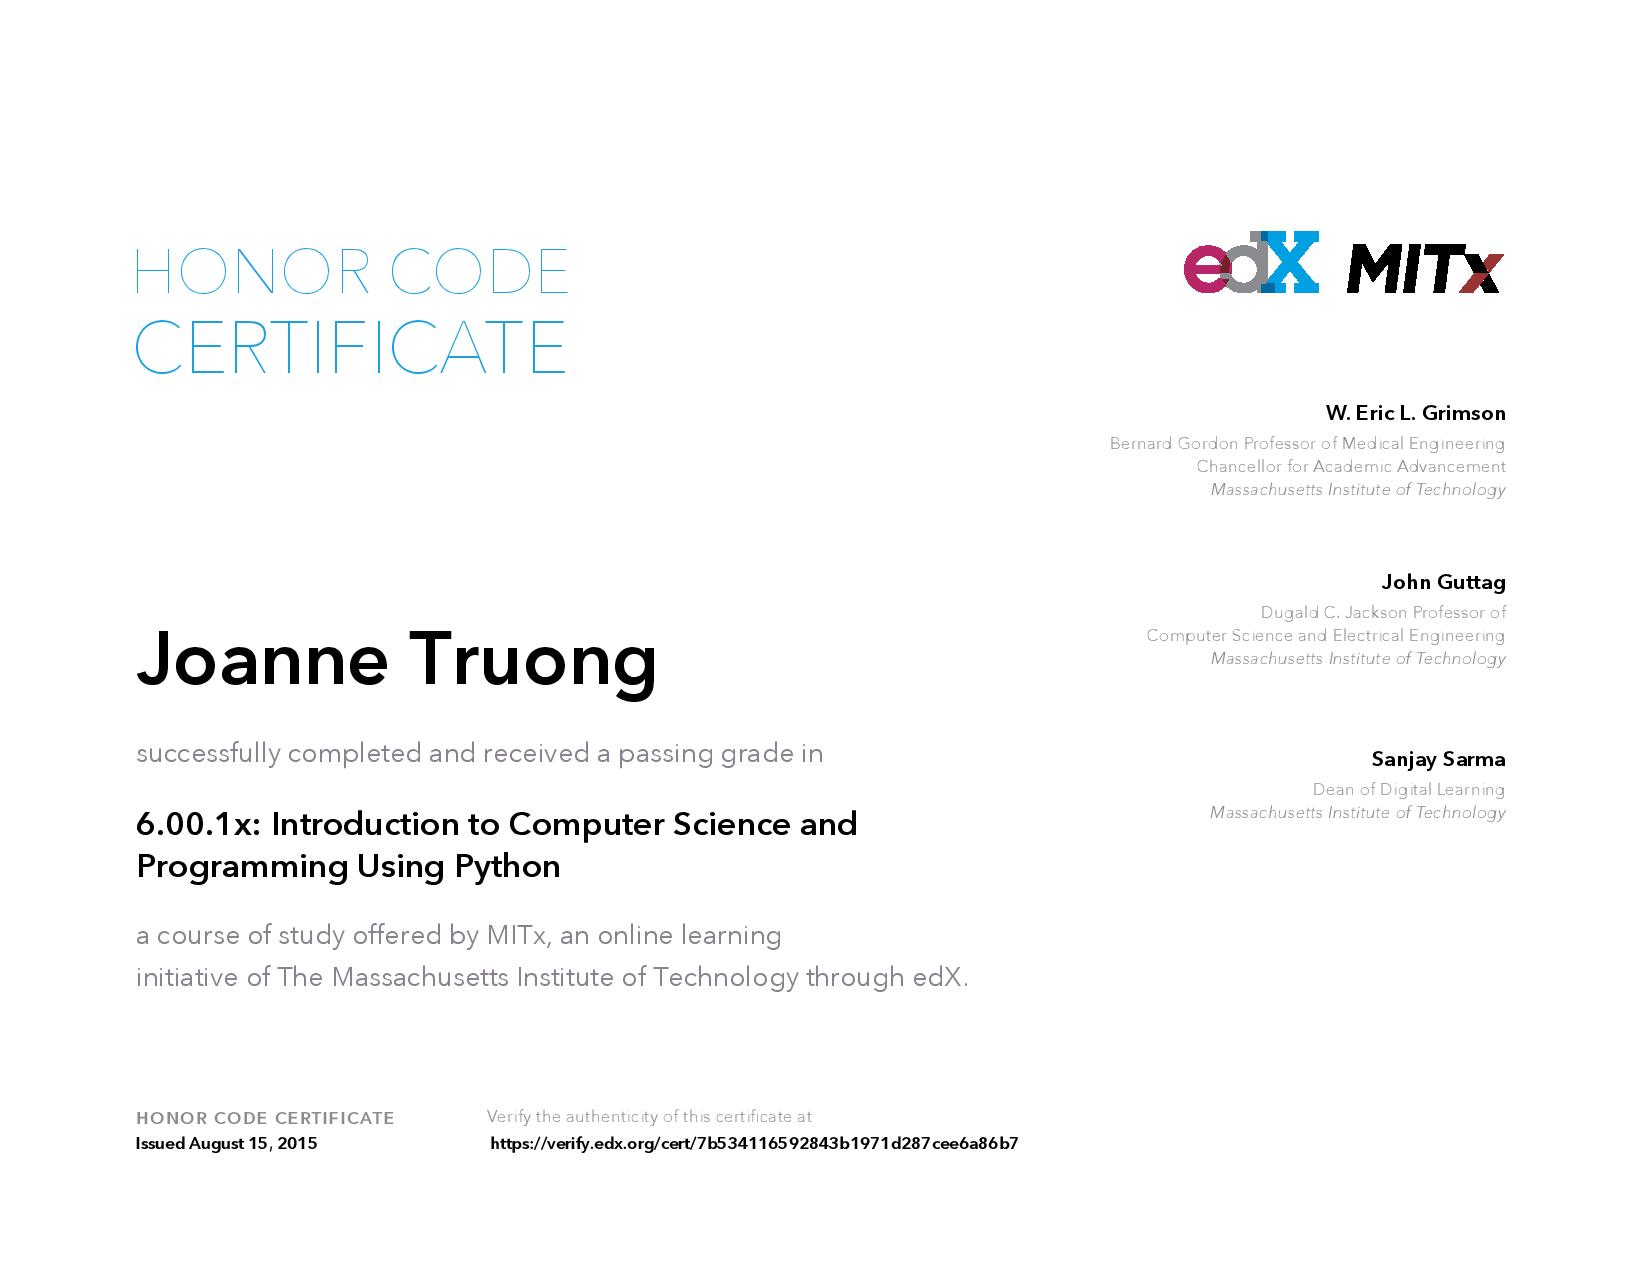 HONOR CODE
CERTIFICATE
edX MITx
W. Eric L. Grimson
Bernard Gordon Professor of Medical Engineering
Chancellor for Academic Advancement
Massachusetts Institute of Technology
John Guttag
Dugald C. Jackson Professor of
Computer Science and Electrical Engineering
Massachusetts Institute of Technology
Sanjay Sarma
Dean of Digital Learning
Massachusetts Institute of Technology
Joanne Truong
successfully completed and received a passing grade in
6.00.1x: Introduction to Computer Science and
Programming Using Python
a course of study offered by MITx, an online learning
initiative of The Massachusetts Institute of Technology through edX.
HONOR CODE CERTIFICATE
Issued August 15, 2015
Verify the authenticity of this certificate at
https://verify.edx.org/cert/7b534116592843b1971d287cee6a86b7